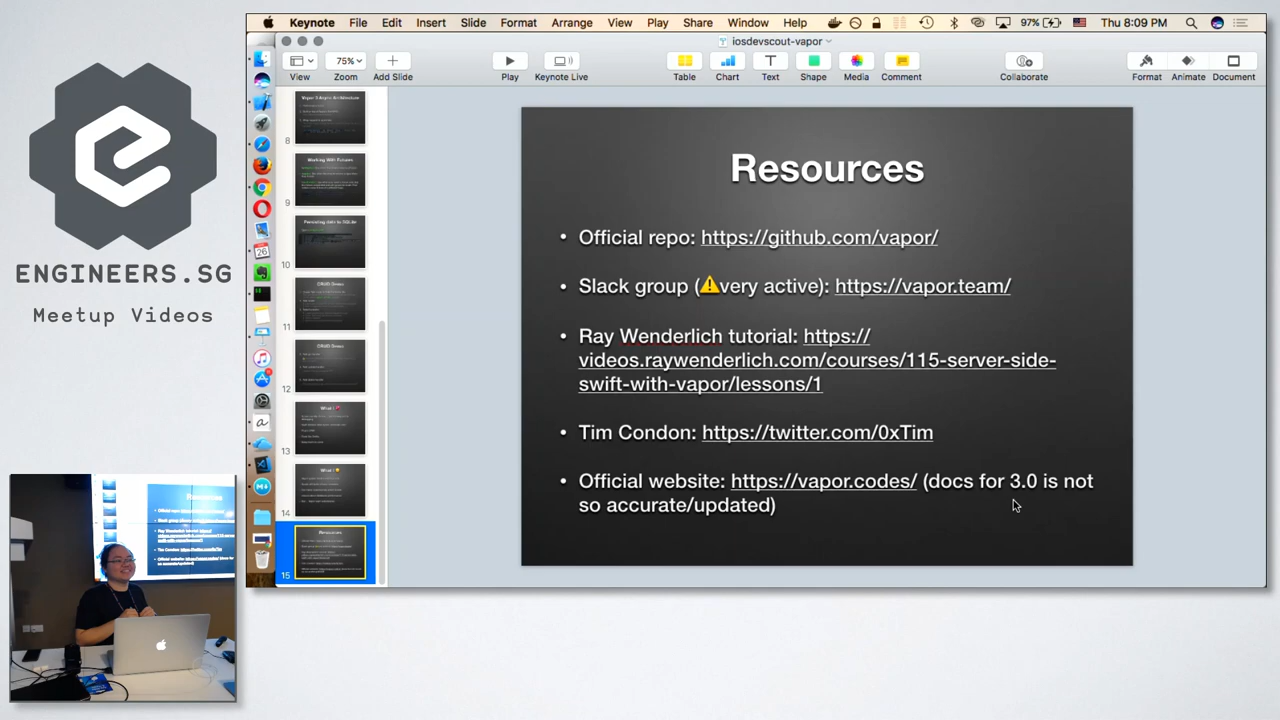 Keynote File Edit Insert Slide Format Arrange View Play Share Window Help 97% Thu 8:09 PM
iosdevscout-vapor
75%
View Zoom Add Slide Play Keynote Live Table Chart Text Shape Media Comment Collaborate Format Animate Document
ENGINEERS.SG
Meetup Videos
8
Working With Futures
9
Persisting data to SQLite
10
11
12
What I
13
What I
14
Resources
15
Resources
• Official repo: https://github.com/vapor/
• Slack group (⚠️very active): https://vapor.team/
• Ray Wenderlich tutorial: https://
videos.raywenderlich.com/courses/115-server-side-
swift-with-vapor/lessons/1
• Tim Condon: https://twitter.com/0xTim
Official website: http://vapor.codes/ (docs for 3.0 is not
so accurate/updated)